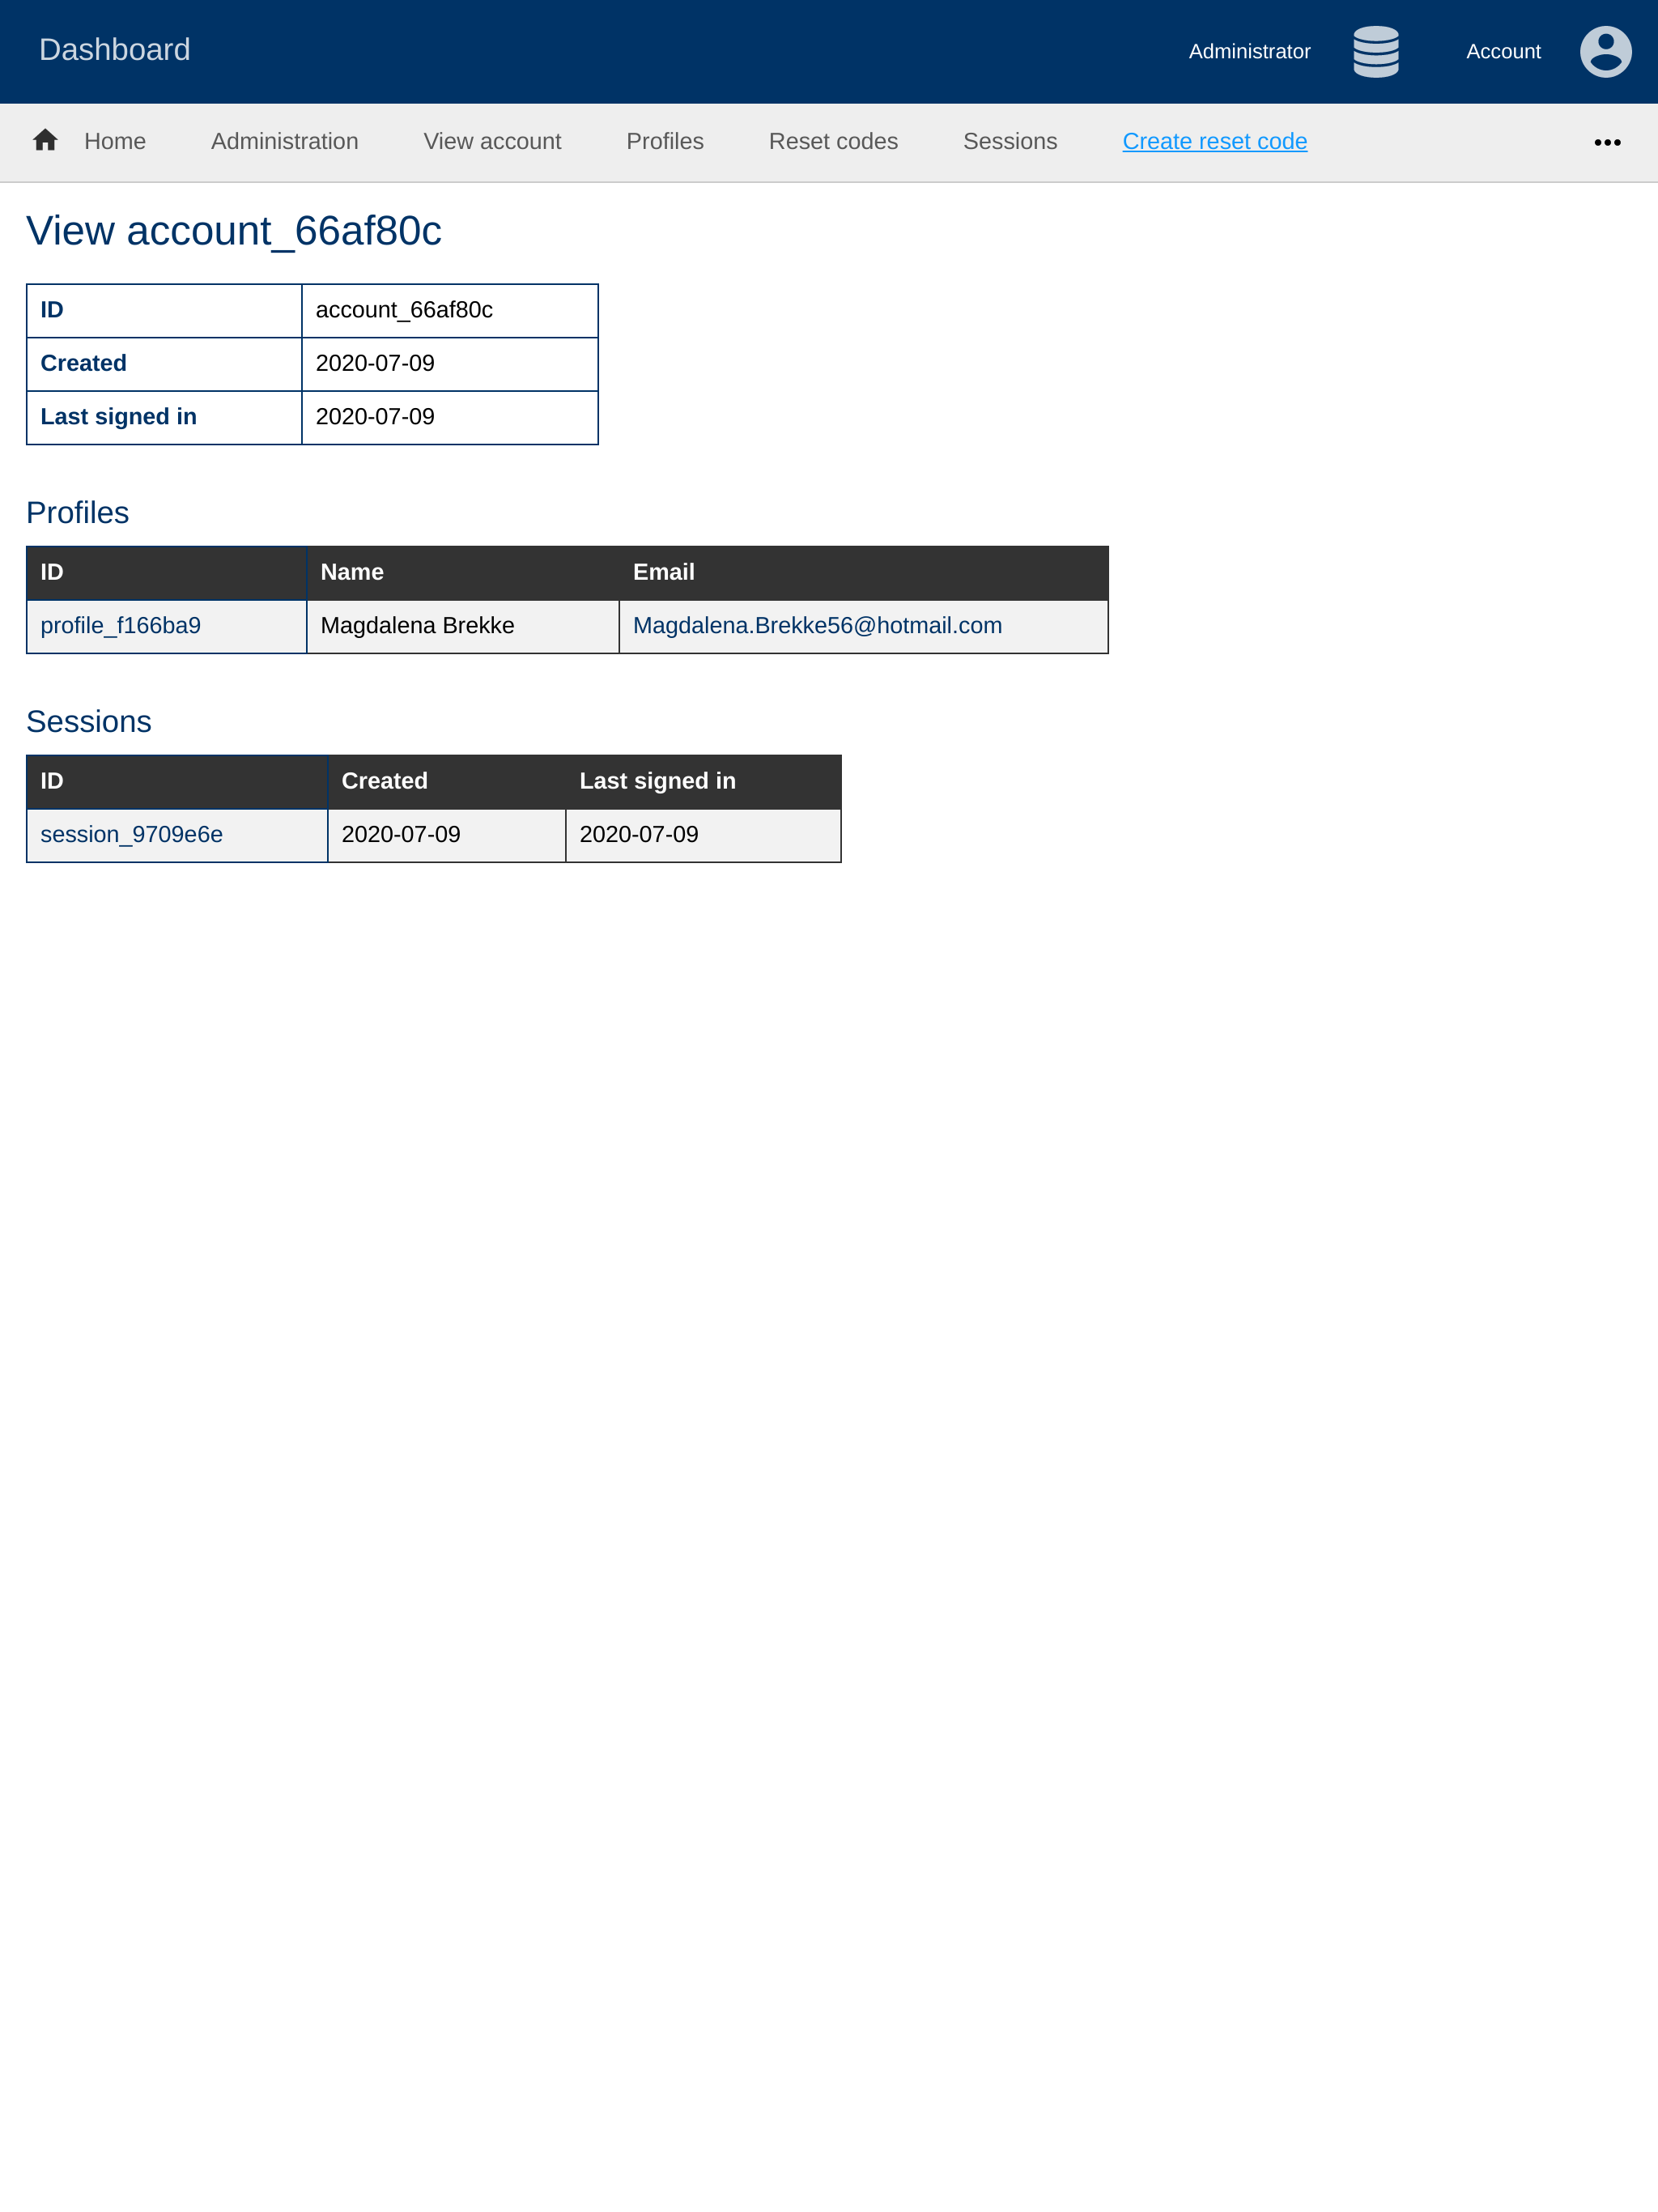 Dashboard Administrator Account
Home Administration View account Profiles Reset codes Sessions Create reset code
View account_66af80c
ID account_66af80c
Created 2020-07-09
Last signed in 2020-07-09
Profiles
ID Name Email
profile_f166ba9 Magdalena Brekke Magdalena.Brekke56@hotmail.com
Sessions
ID Created Last signed in
session_9709e6e 2020-07-09 2020-07-09